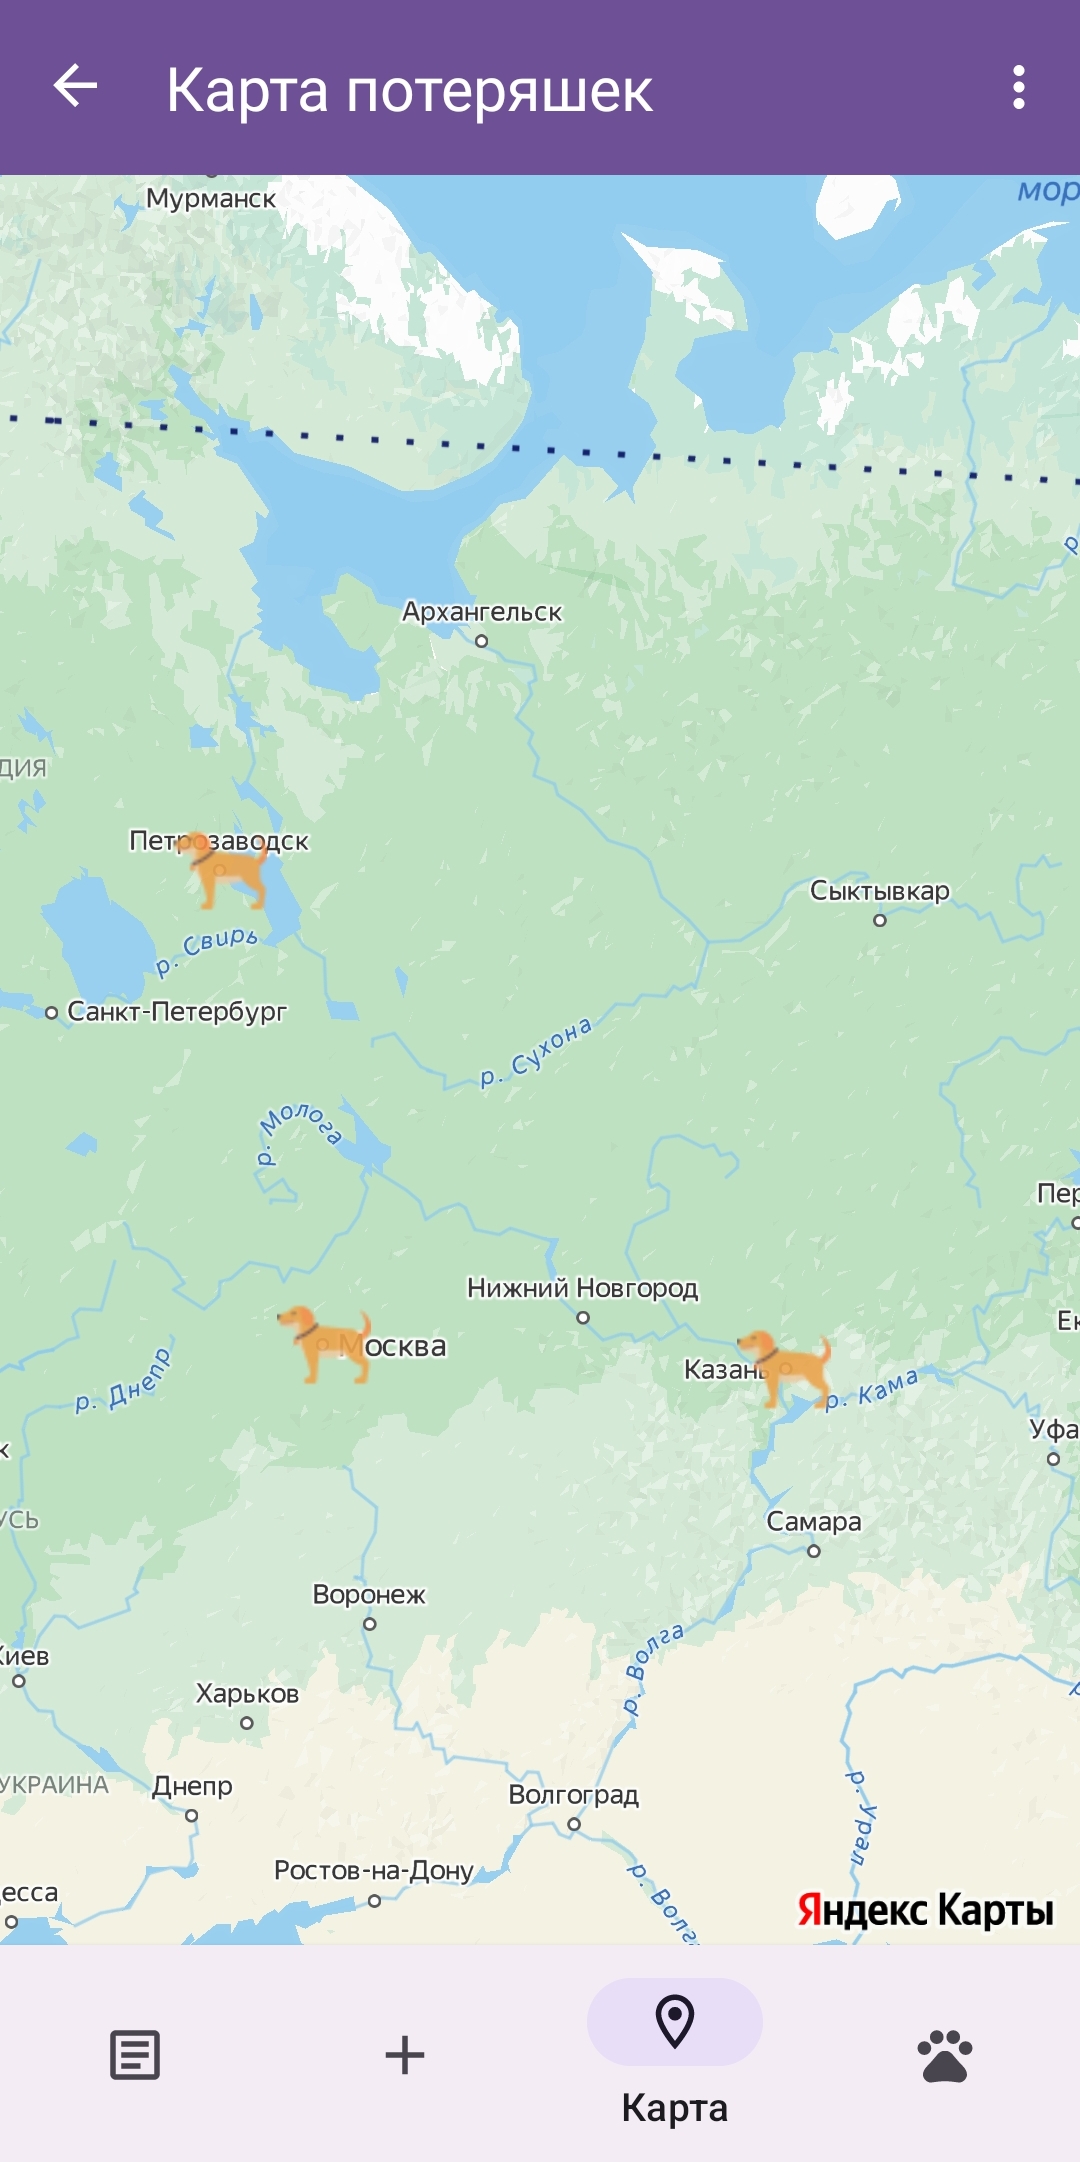 Карта потеряшек
Мурманск
мор
Архангельск
ДИЯ
Петрозаводск
Сыктывкар
р. Свирь
Санкт-Петербург
р. Сухона
р. Молога
Пер
Нижний Новгород
Ек
Москва
Казань
р. Кама
р. Днепр
Уфа
к
УСЬ
Самара
Воронеж
р. Волга
Киев
Харьков
р. Урал
УКРАИНА
Днепр
Волгоград
Ростов-на-Дону
р. Волг
есса
Яндекс Карты
Карта